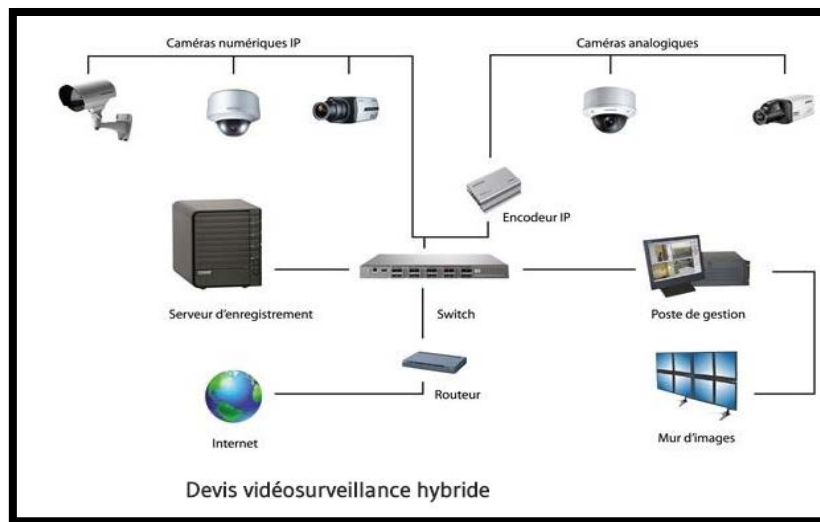 Caméras numériques IP
Caméras analogiques
Encodeur IP
Serveur d'enregistrement
Switch
Poste de gestion
Routeur
Internet
Mur d'images
Devis vidéosurveillance hybride